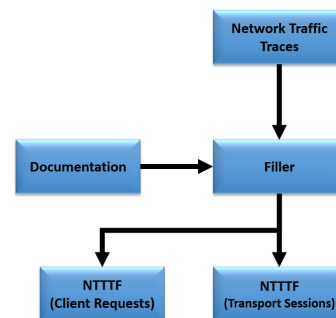 Network Traffic
Traces
Documentation
Filler
NTTTF
(Client Requests)
NTTTF
(Transport Sessions)